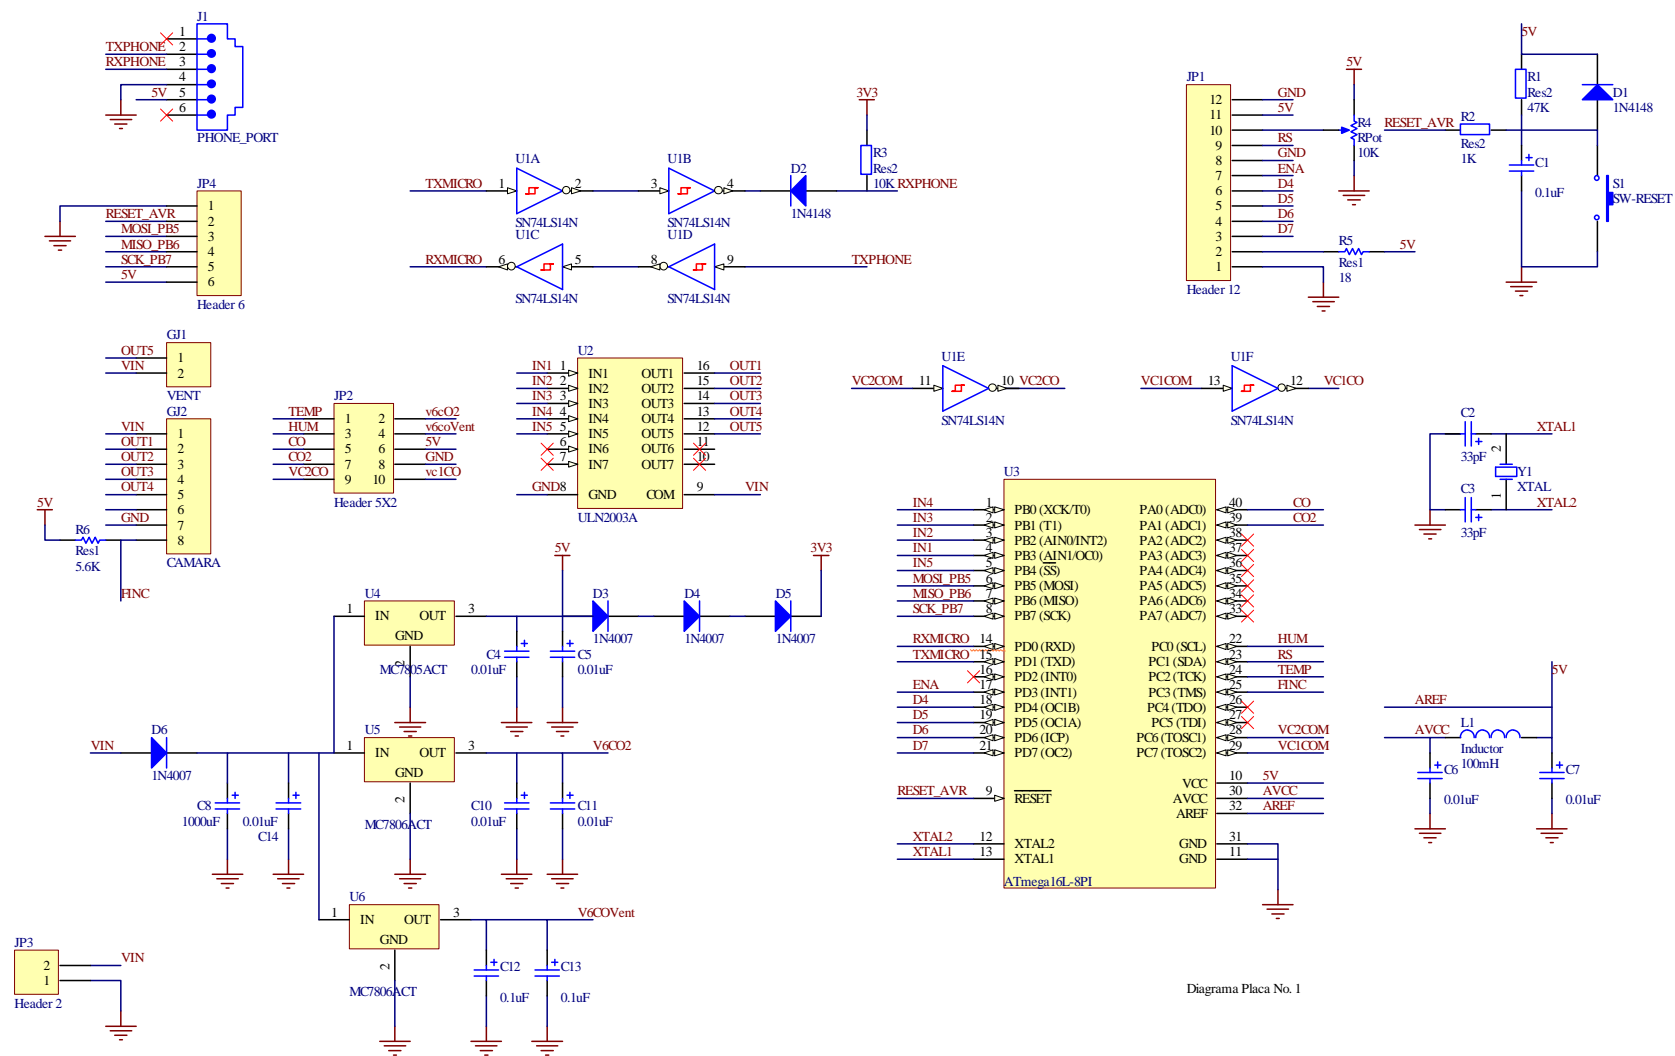 J1
1
TXPHONE 2
RXPHONE 3
4
5V 5
6
PHONE_PORT
JP4
1
RESET_AVR 2
MOSI_PB5 3
MISO_PB6 4
SCK_PB7 5
5V 6
Header 6
U1A
TXMICRO 1 2
SN74LS14N
U1B
3 4
SN74LS14N
D2
1N4148
3V3
R3
Res2
10K RXPHONE
U1C
RXMICRO 6 5
SN74LS14N
U1D
8 9 TXPHONE
SN74LS14N
JP1
12 GND
11 5V
10
9 RS
8 GND
7 ENA
6 D4
5 D5
4 D6
3 D7
2
1
Header 12
5V
R4
RPot
10K
R5
Res1
18
5V
5V
R1
Res2
47K
D1
1N4148
RESET_AVR
R2
Res2
1K
C1
0.1uF
S1
SW-RESET
GJ1
OUT5 1
VIN 2
VENT
GJ2
VIN 1
OUT1 2
OUT2 3
OUT3 4
OUT4 5
6
GND 7
8
CAMARA
5V
R6
Res1
5.6K
FINC
JP2
TEMP 1 2 v6cO2
HUM 3 4 v6coVent
CO 5 6 5V
CO2 7 8 GND
VC2CO 9 10 vc1CO
Header 5X2
U2
IN1 1 IN1 OUT1 16 OUT1
IN2 2 IN2 OUT2 15 OUT2
IN3 3 IN3 OUT3 14 OUT3
IN4 4 IN4 OUT4 13 OUT4
IN5 5 IN5 OUT5 12 OUT5
6 IN6 OUT6 11
7 IN7 OUT7 10
GND 8 GND COM 9 VIN
ULN2003A
U1E
VC2COM 11 10 VC2CO
SN74LS14N
U1F
VC1COM 13 12 VC1CO
SN74LS14N
C2
33pF
XTAL1
2
Y1
XTAL
1
C3
33pF
XTAL2
U3
IN4 1 PB0 (XCK/T0) PA0 (ADC0) 40 CO
IN3 2 PB1 (T1) PA1 (ADC1) 39 CO2
IN2 3 PB2 (AIN0/INT2) PA2 (ADC2) 38
IN1 4 PB3 (AIN1/OC0) PA3 (ADC3) 37
IN5 5 PB4 (SS) PA4 (ADC4) 36
MOSI_PB5 6 PB5 (MOSI) PA5 (ADC5) 35
MISO_PB6 7 PB6 (MISO) PA6 (ADC6) 34
SCK_PB7 8 PB7 (SCK) PA7 (ADC7) 33
RXMICRO 14 PD0 (RXD) PC0 (SCL) 22 HUM
TXMICRO 15 PD1 (TXD) PC1 (SDA) 23 RS
16 PD2 (INT0) PC2 (TCK) 24 TEMP
ENA 17 PD3 (INT1) PC3 (TMS) 25 FINC
D4 18 PD4 (OC1B) PC4 (TDO) 26
D5 19 PD5 (OC1A) PC5 (TDI) 27
D6 20 PD6 (ICP) PC6 (TOSC1) 28 VC2COM
D7 21 PD7 (OC2) PC7 (TOSC2) 29 VC1COM
VCC 10 5V
RESET_AVR 9 RESET AVCC 30 AVCC
AREF 32 AREF
XTAL2 12 XTAL2 GND 31
XTAL1 13 XTAL1 GND 11
ATmega16L-8PI
5V
AREF
AVCC
L1
Inductor
100mH
C6
0.01uF
C7
0.01uF
U4
1 IN OUT 3
GND
2
MC7805ACT
5V
C4
0.01uF
C5
0.01uF
D3
1N4007
D4
1N4007
D5
1N4007
3V3
VIN
D6
1N4007
C8
1000uF
0.01uF
C14
U5
1 IN OUT 3 V6CO2
GND
2
MC7806ACT
C10
0.01uF
C11
0.01uF
U6
1 IN OUT 3 V6COVent
GND
2
MC7806ACT
C12
0.1uF
C13
0.1uF
JP3
2 VIN
1
Header 2
Diagrama Placa No. 1